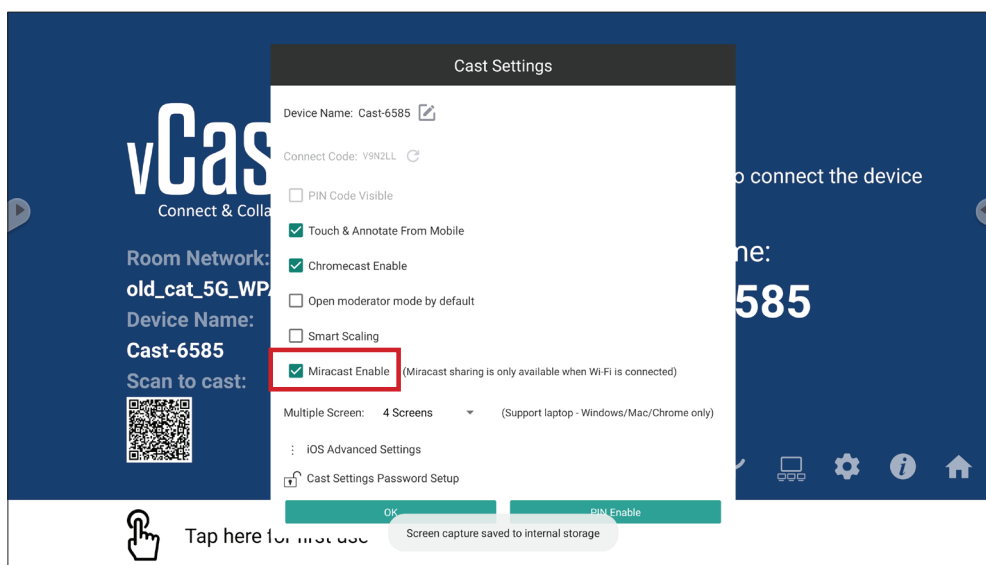 Cast Settings
Device Name: Cast-6585
Connect Code: V9N2LL
PIN Code Visible
Touch & Annotate From Mobile
Chromecast Enable
Open moderator mode by default
Smart Scaling
Miracast Enable (Miracast sharing is only available when Wi-Fi is connected)
Multiple Screen: 4 Screens (Support laptop - Windows/Mac/Chrome only)
iOS Advanced Settings
Cast Settings Password Setup
OK PIN Enable
Screen capture saved to internal storage
vCas
Connect & Colla
Room Network:
old_cat_5G_WP
Device Name:
Cast-6585
Scan to cast:
connect the device
me:
585
Tap here for first use